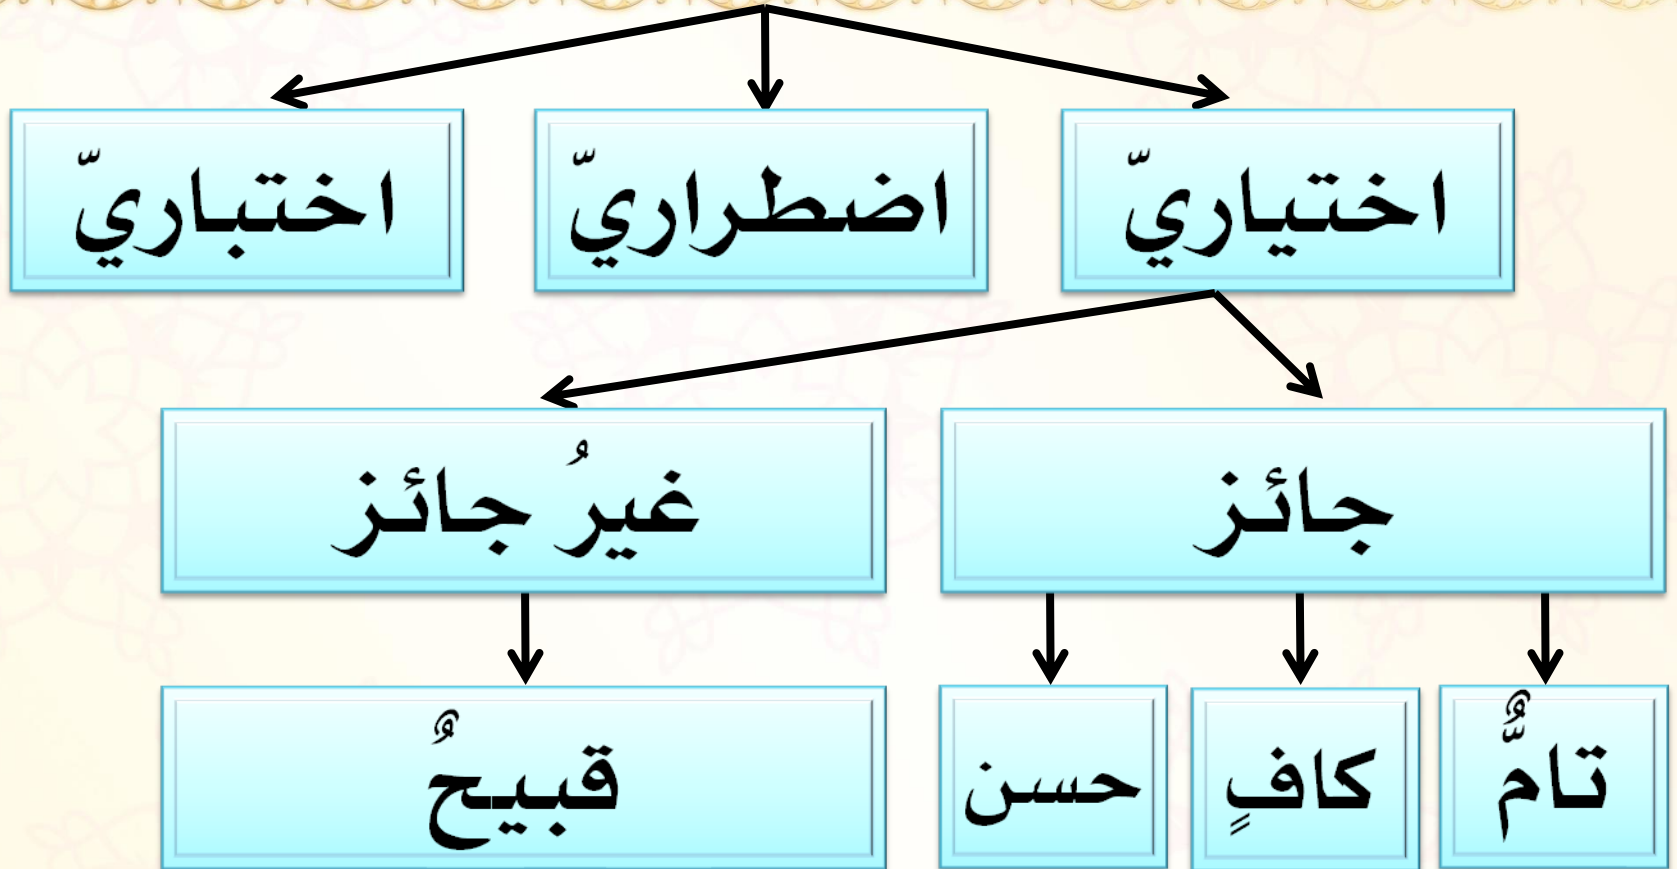 اختياريّ
اضطراريّ
اختباريّ
جائز
غيرُ جائز
تامٌّ
كافٍ
حسن
قبيحٌ